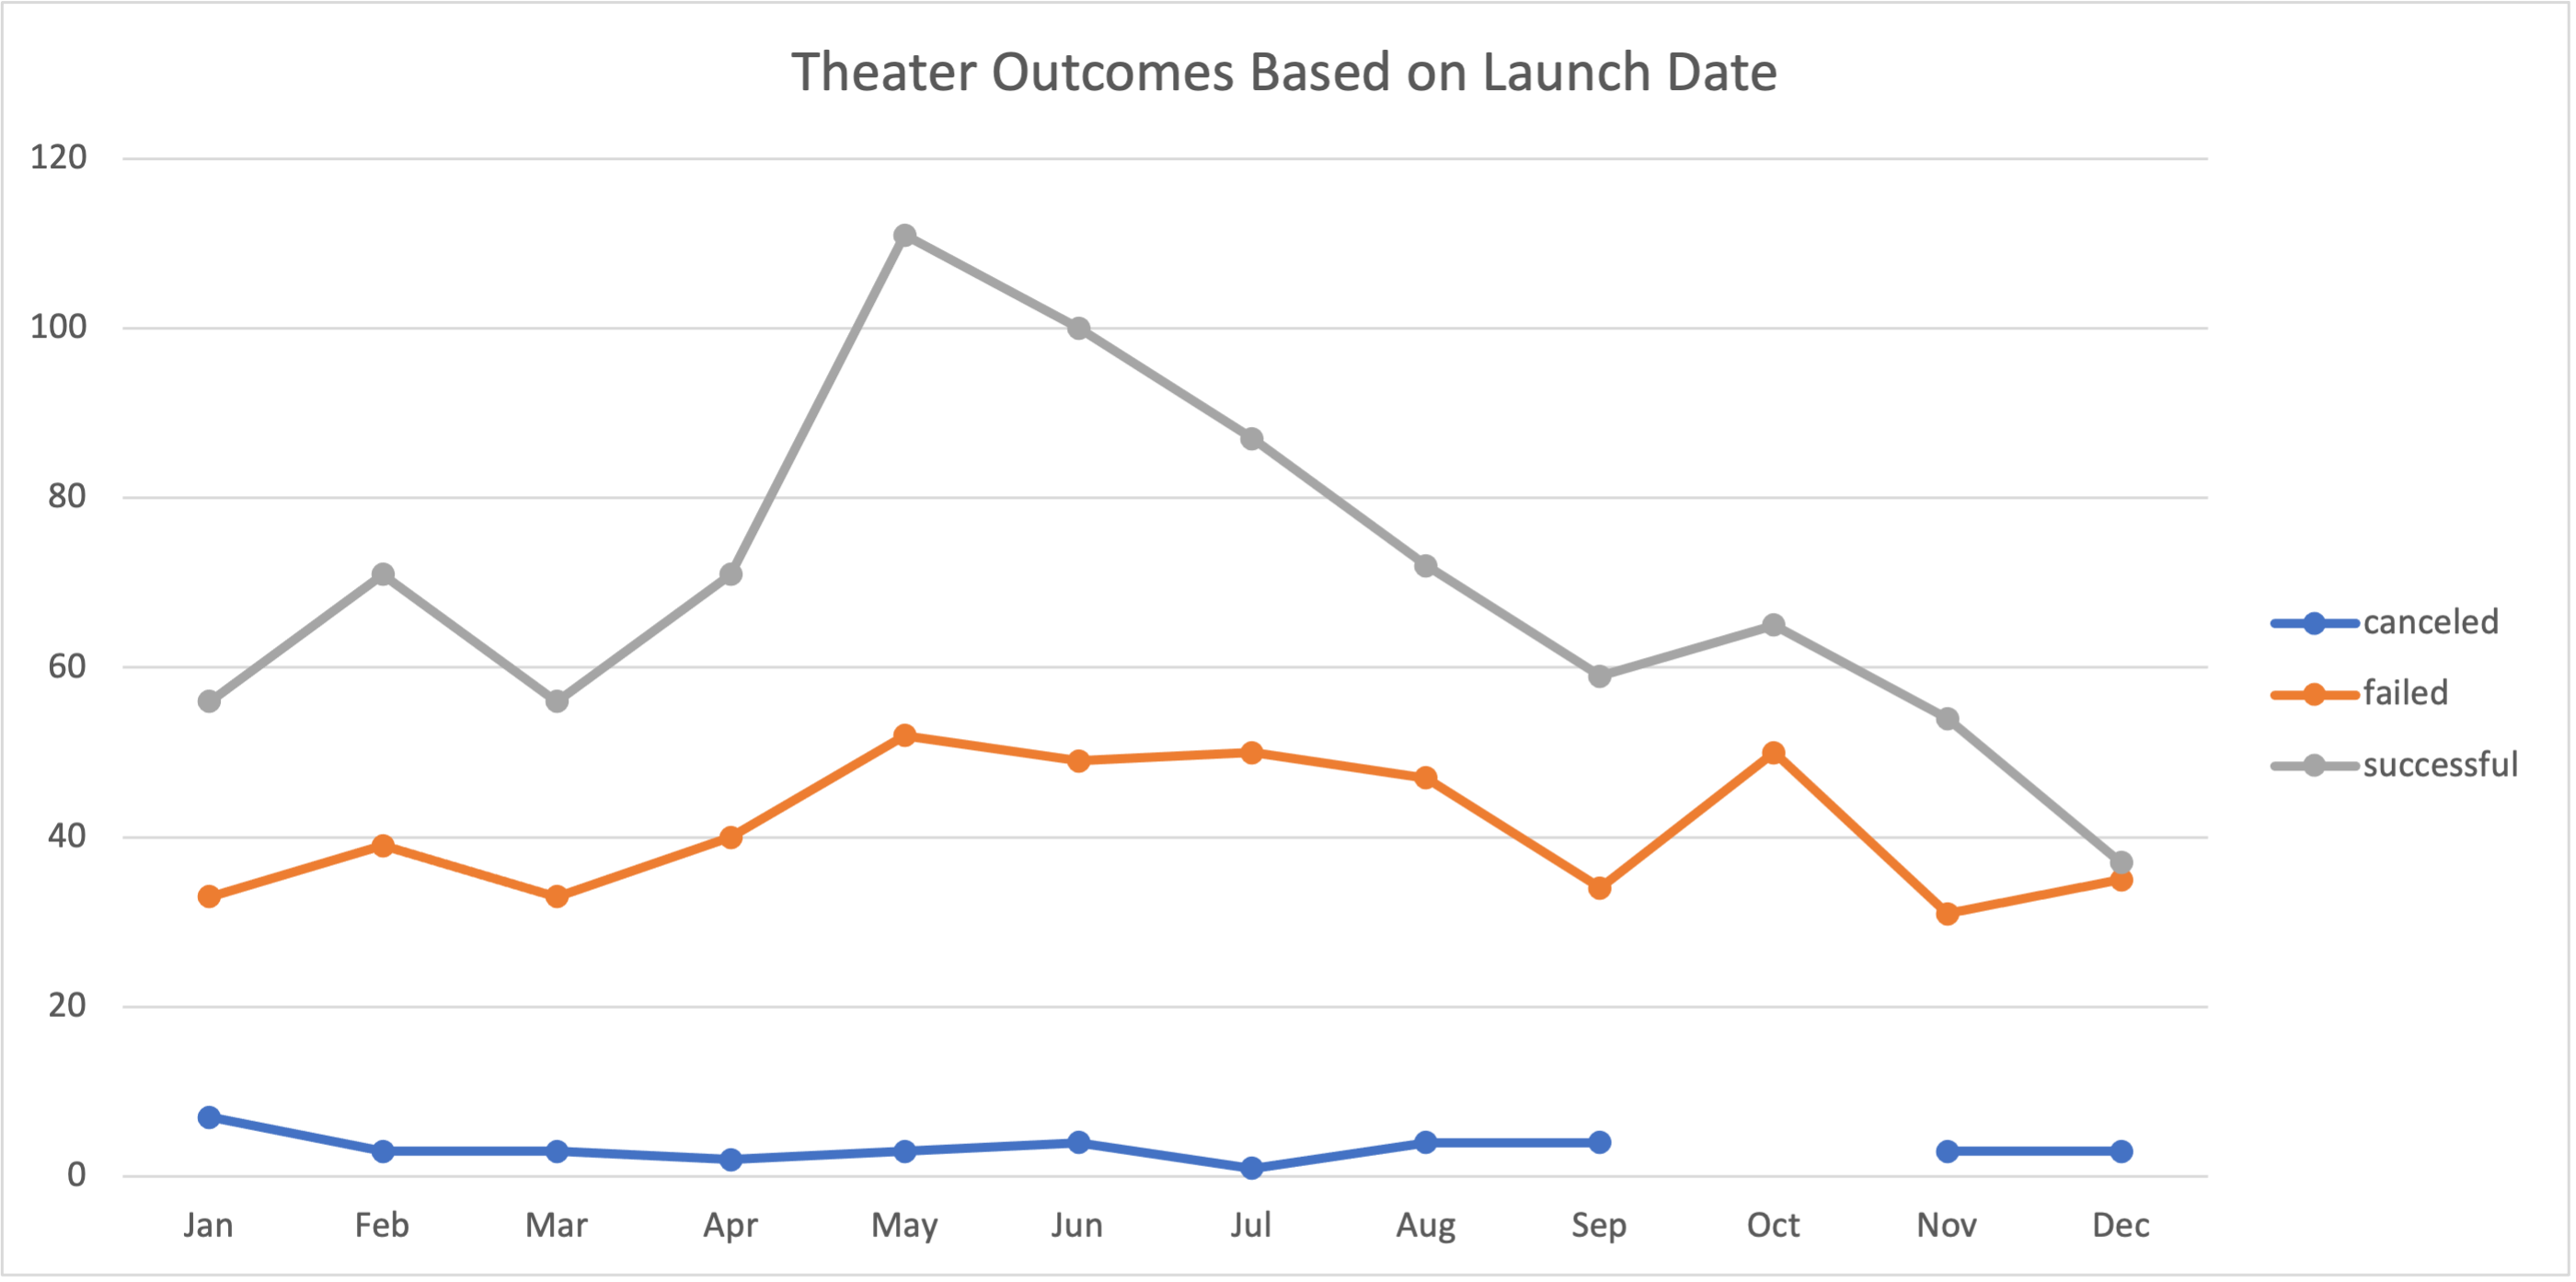 Theater Outcomes Based on Launch Date
120
100
80
60
40
20
0
Jan Feb Mar Apr May Jun Jul Aug Sep Oct Nov Dec
canceled
failed
successful